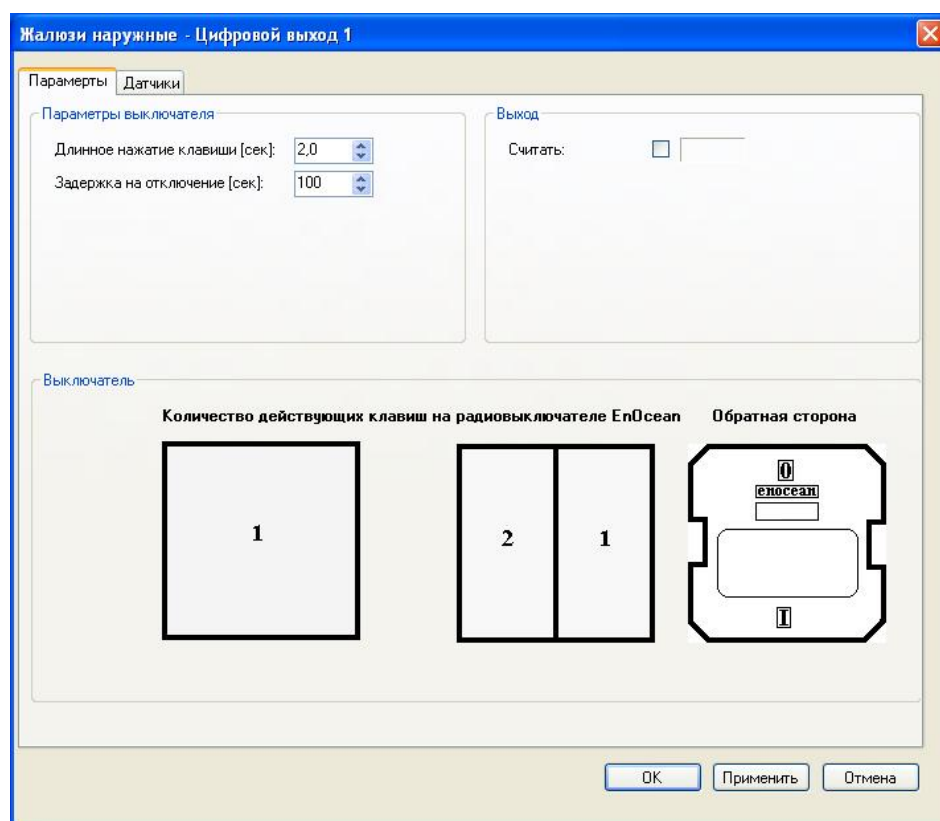 Жалюзи наружные - Цифровой выход 1
Парамерты Датчики
Параметры выключателя
Длинное нажатие клавиши [сек]: 2,0
Задержка на отключение [сек]: 100
Выход
Считать:
Выключатель
Количество действующих клавиш на радиовыключателе EnOcean
Обратная сторона
1
2 1
0
enocean
I
OK Применить Отмена